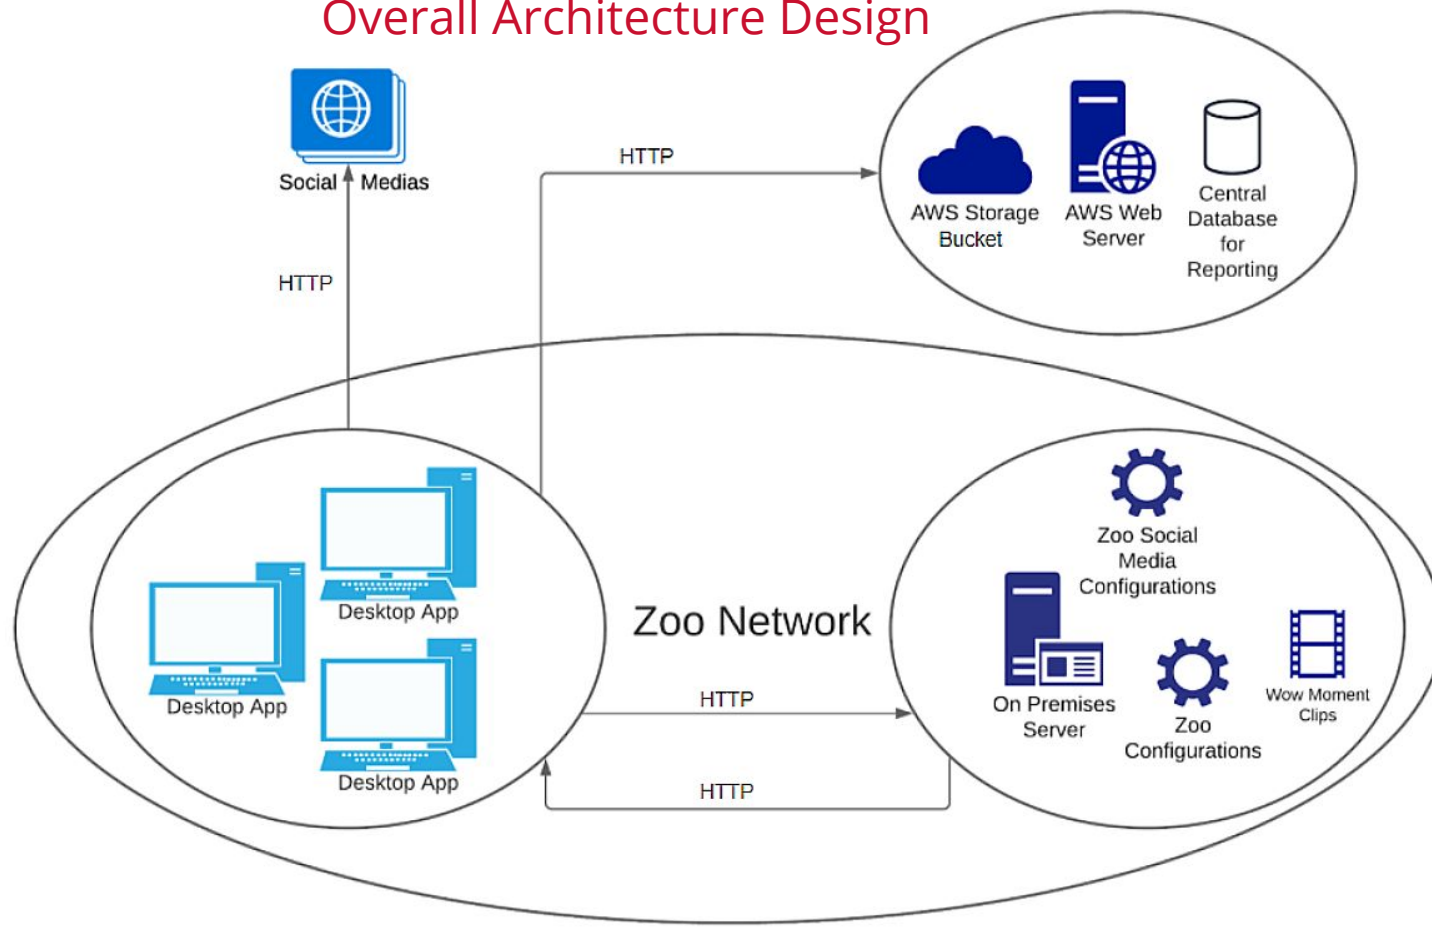 Overall Architecture Design
Social Medias
HTTP
HTTP
AWS Storage
Bucket
AWS Web
Server
Central
Database
for
Reporting
Desktop App
Desktop App
Desktop App
Zoo Network
HTTP
HTTP
Zoo Social
Media
Configurations
On Premises
Server
Zoo
Configurations
Wow Moment
Clips